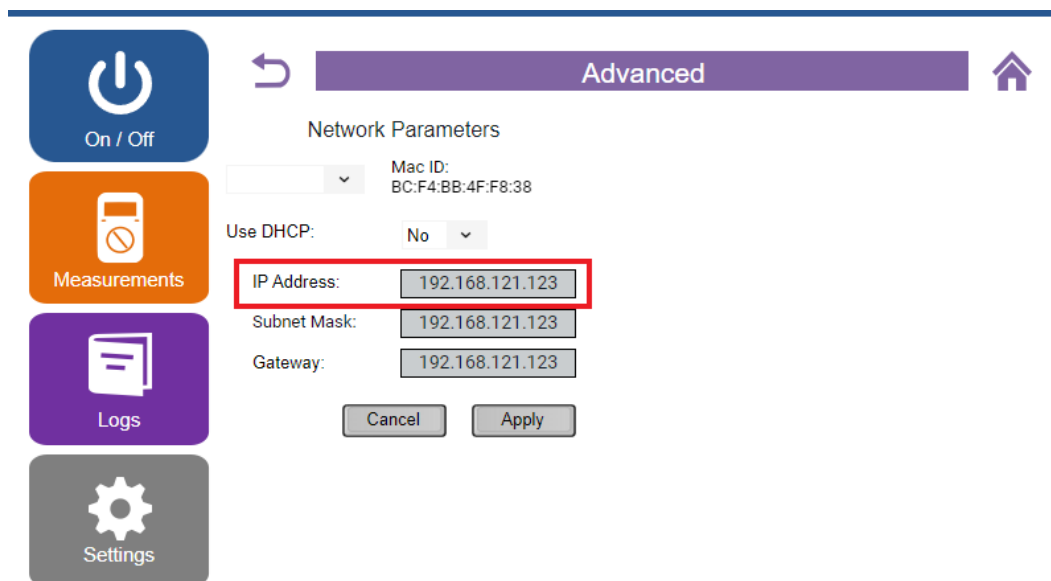 On / Off
Measurements
Logs
Settings
Advanced
Network Parameters
Mac ID:
BC:F4:BB:4F:F8:38
Use DHCP: No
IP Address: 192.168.121.123
Subnet Mask: 192.168.121.123
Gateway: 192.168.121.123
Cancel Apply